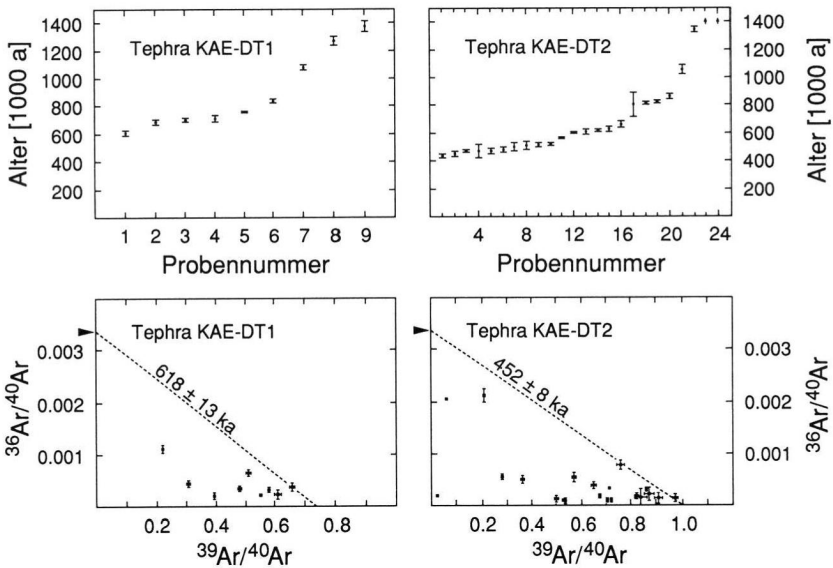 1400
1200
1000
800
600
400
200
Alter [1000 a]
Tephra KAE-DT1
1 2 3 4 5 6 7 8 9
Probennummer
Tephra KAE-DT2
4 8 12 16 20 24
Probennummer
1400
1200
1000
800
600
400
200
Alter [1000 a]
0.003
0.002
0.001
36Ar/40Ar
Tephra KAE-DT1
618 ± 13 ka
0.2 0.4 0.6 0.8
39Ar/40Ar
Tephra KAE-DT2
452 ± 8 ka
0.2 0.4 0.6 0.8 1.0
39Ar/40Ar
0.003
0.002
0.001
36Ar/40Ar